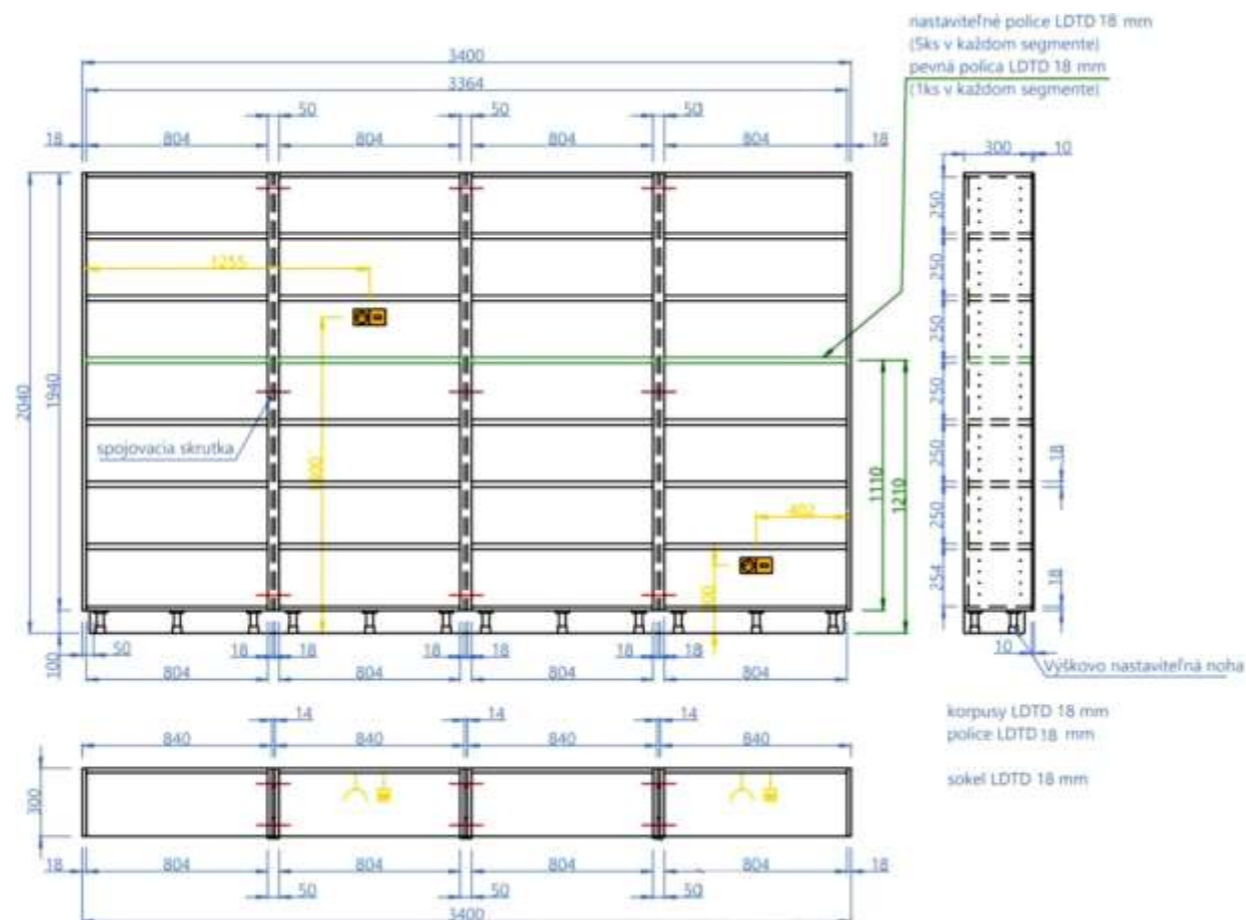 nastaviteľné police LDTD 18 mm
(5ks v každom segmente)
pevná polica LDTD 18 mm
(1ks v každom segmente)
3400
3364
50 50 50
18 804 804 804 804 18
300 10
2040
1940
1255
250
250
250
250
250
250
254
18
18
spojovacia skrutka
1110
1210
402
100
50
18 18 18 18 18 18
804 804 804 804
10
Výškovo nastaviteľná noha
korpusy LDTD 18 mm
police LDTD 18 mm
sokel LDTD 18 mm
14 14 14
840 840 840 840
300
18 804 804 804 804 18
50 50 50
3400